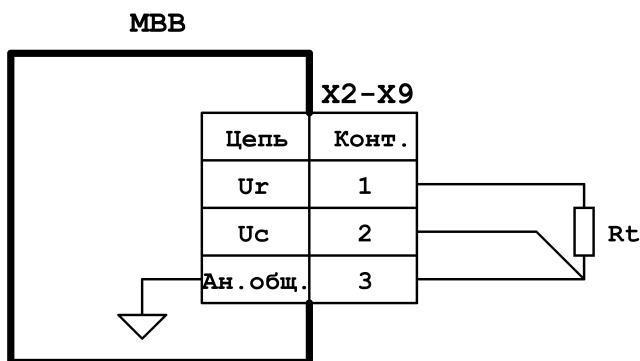 МВВ
X2-X9
Цепь Конт.
Ur 1
Uc 2
Rt
Ан.общ. 3